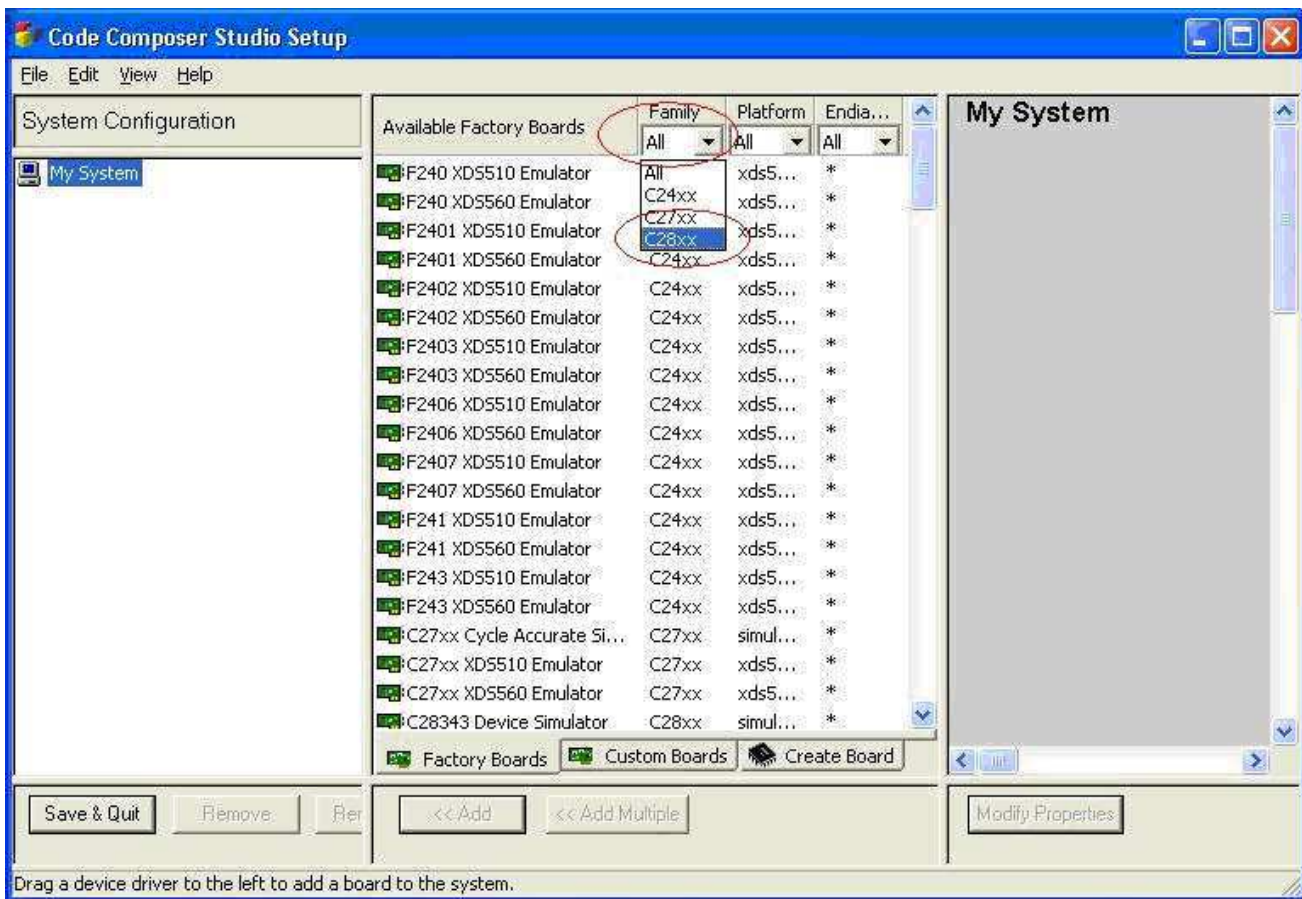 Code Composer Studio Setup
File Edit View Help
System Configuration
My System
Available Factory Boards Family Platform Endia...
All All All
All
C24xx
C27xx
C28xx
F240 XDS510 Emulator xds5... *
F240 XDS560 Emulator xds5... *
F2401 XDS510 Emulator xds5... *
F2401 XDS560 Emulator C24xx xds5... *
F2402 XDS510 Emulator C24xx xds5... *
F2402 XDS560 Emulator C24xx xds5... *
F2403 XDS510 Emulator C24xx xds5... *
F2403 XDS560 Emulator C24xx xds5... *
F2406 XDS510 Emulator C24xx xds5... *
F2406 XDS560 Emulator C24xx xds5... *
F2407 XDS510 Emulator C24xx xds5... *
F2407 XDS560 Emulator C24xx xds5... *
F241 XDS510 Emulator C24xx xds5... *
F241 XDS560 Emulator C24xx xds5... *
F243 XDS510 Emulator C24xx xds5... *
F243 XDS560 Emulator C24xx xds5... *
C27xx Cycle Accurate Si... C27xx simul... *
C27xx XDS510 Emulator C27xx xds5... *
C27xx XDS560 Emulator C27xx xds5... *
C28343 Device Simulator C28xx simul... *
Factory Boards Custom Boards Create Board
My System
Save & Quit Remove Rer
<< Add << Add Multiple
Modify Properties
Drag a device driver to the left to add a board to the system.